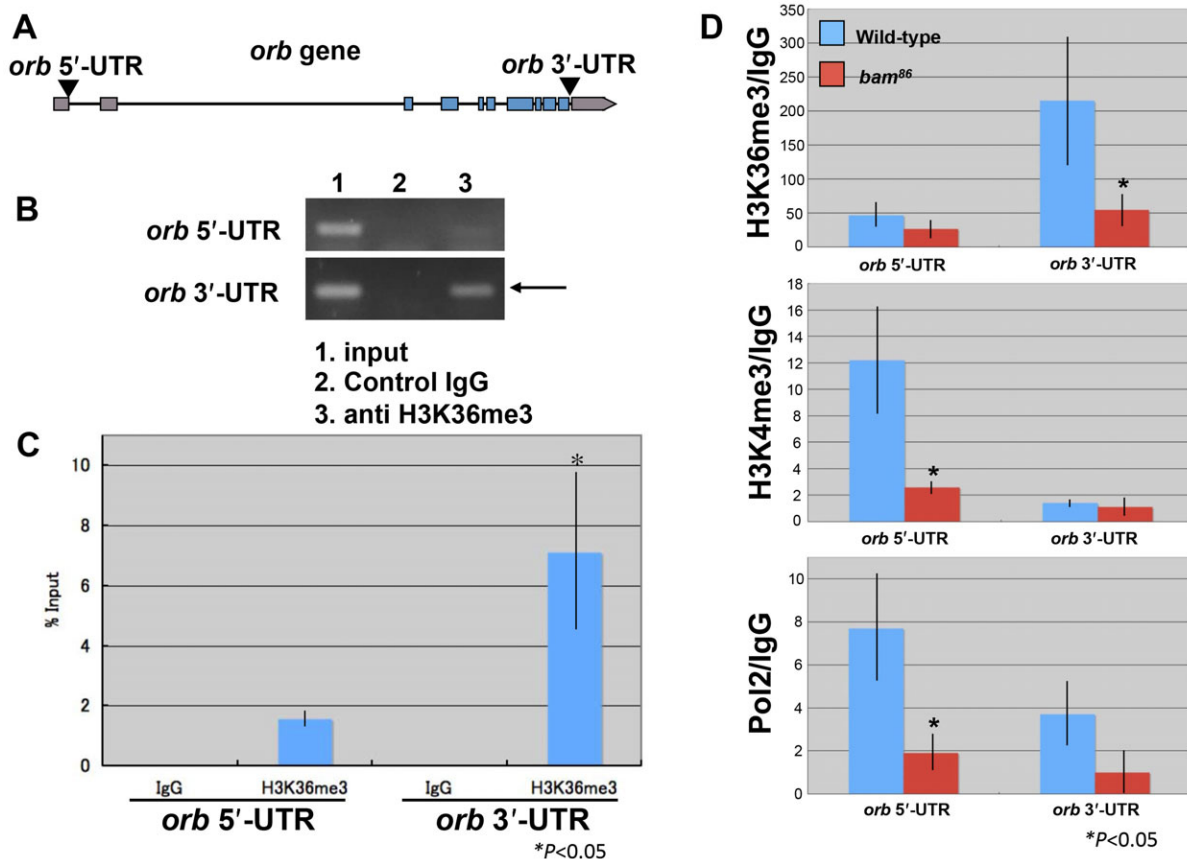 A
orb gene
orb 5′-UTR
orb 3′-UTR
B
1 2 3
orb 5′-UTR
orb 3′-UTR
1. input
2. Control IgG
3. anti H3K36me3
C
% Input
10
8
6
4
2
0
IgG H3K36me3 IgG H3K36me3
orb 5′-UTR orb 3′-UTR
*
*P<0.05
D
Wild-type
bam86
H3K36me3/IgG
350
300
250
200
150
100
50
0
*
orb 5′-UTR orb 3′-UTR
H3K4me3/IgG
18
16
14
12
10
8
6
4
2
0
*
orb 5′-UTR orb 3′-UTR
Pol2/IgG
10
8
6
4
2
0
*
orb 5′-UTR orb 3′-UTR
*P<0.05